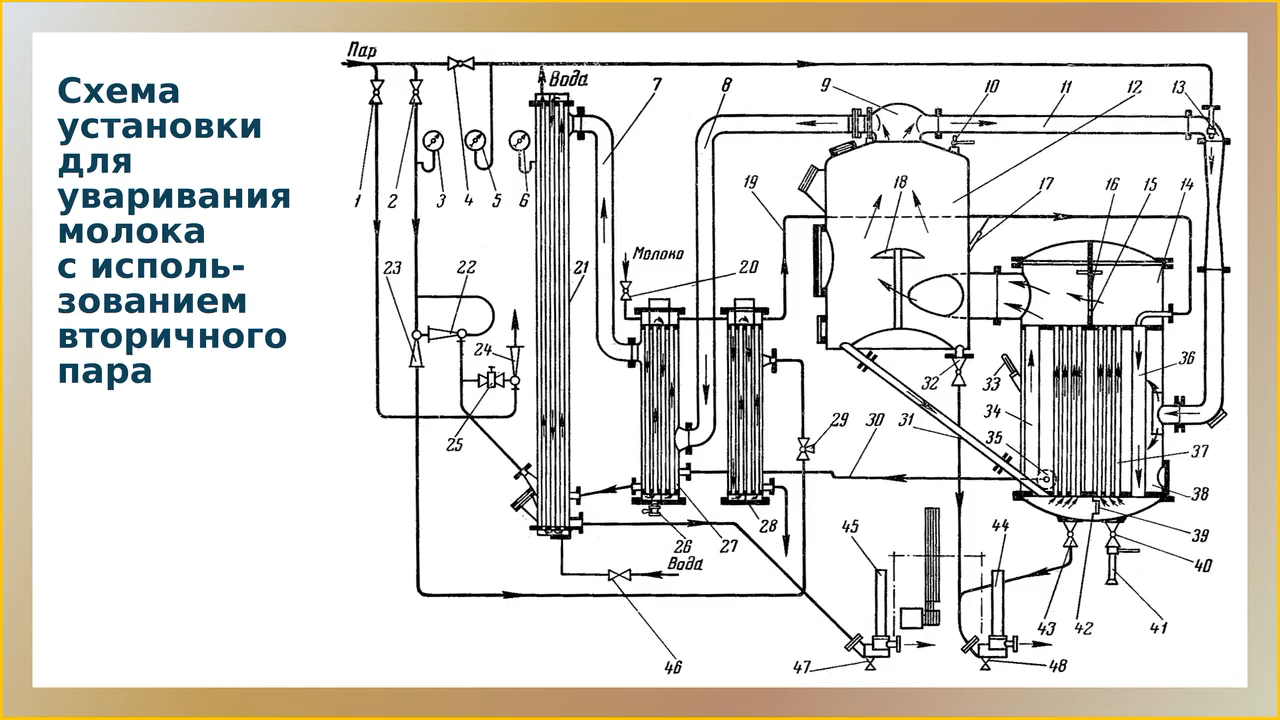 Схема
установки
для
уваривания
молока
с исполь-
зованием
вторичного
пара
Пар
Вода
7 8 9 10 11 12 13
1 2 3 4 5 6
19 18 17 16 15 14
Молоко
23 22 21 20
24
25
32 33 36
29 30 31 34
35 37
38
26 27 28
39
Вода
45 44 40
43 42 41
46 47 48